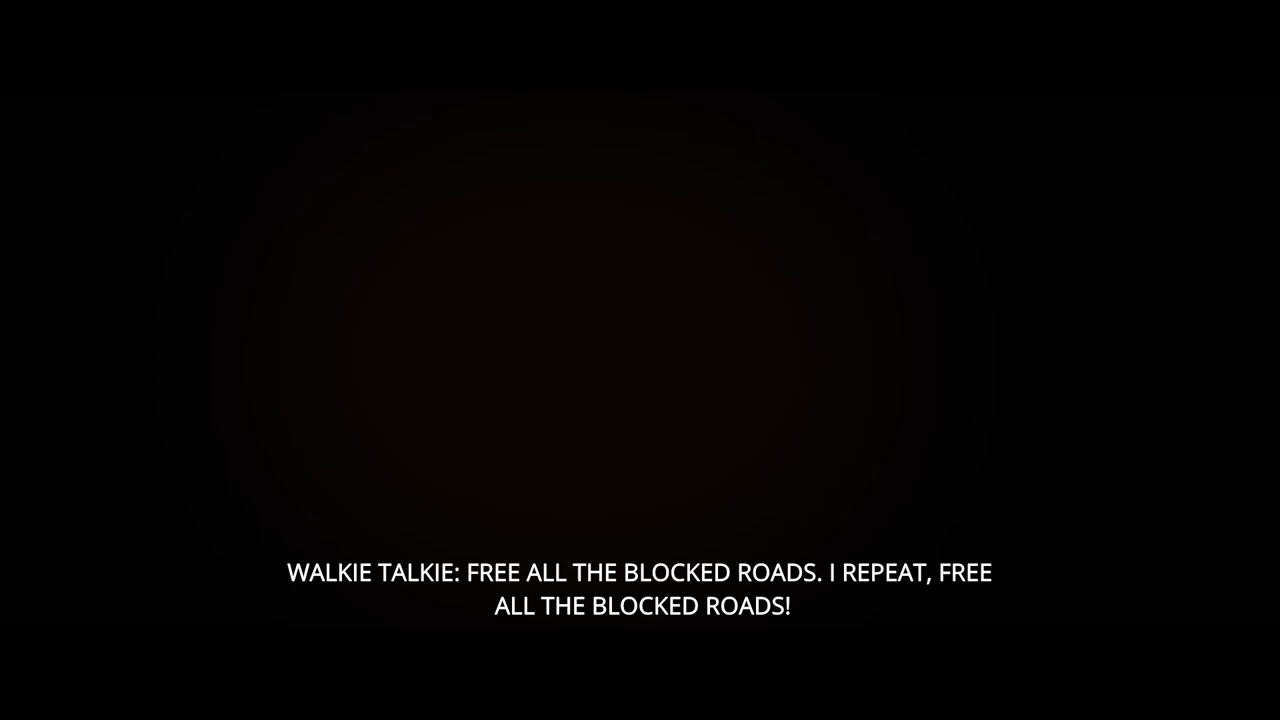 WALKIE TALKIE: FREE ALL THE BLOCKED ROADS. I REPEAT, FREE
ALL THE BLOCKED ROADS!